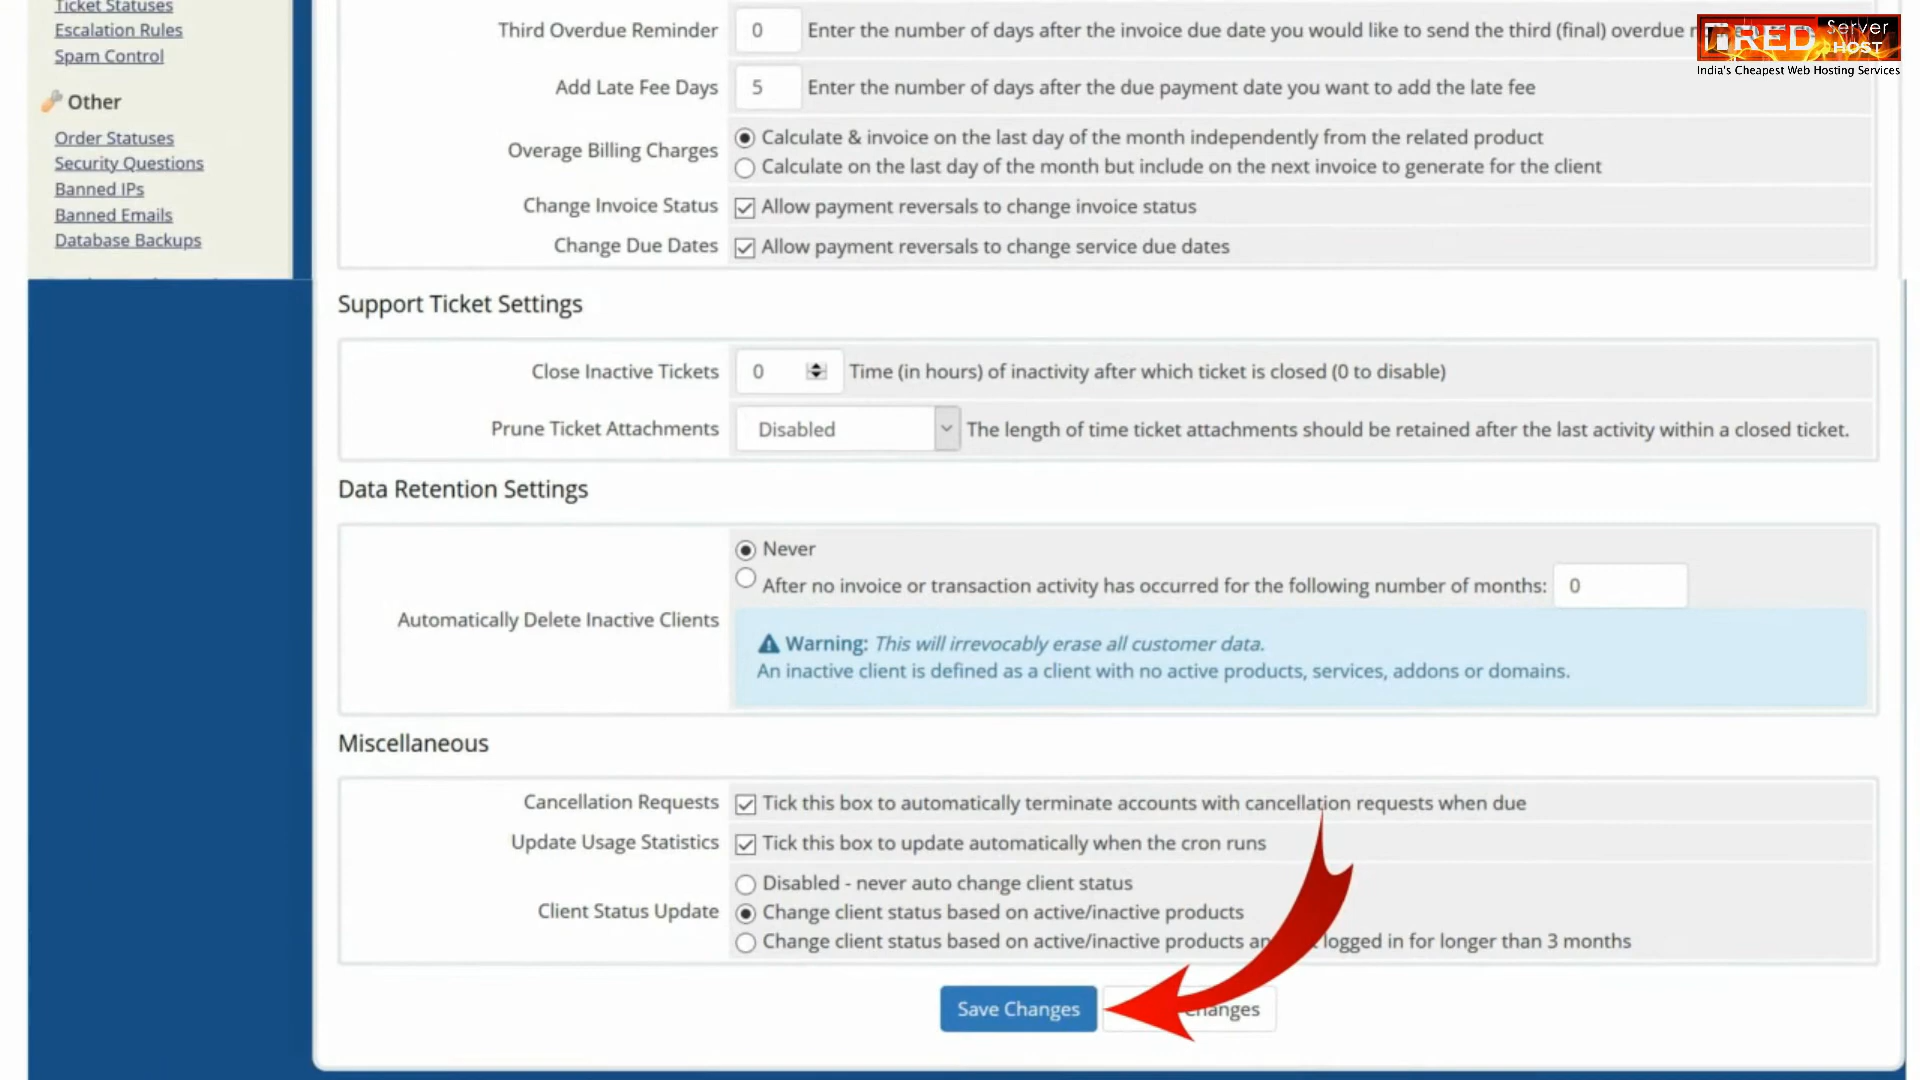 Ticket Statuses
Escalation Rules
Spam Control
Other
Order Statuses
Security Questions
Banned IPs
Banned Emails
Database Backups
Third Overdue Reminder 0 Enter the number of days after the invoice due date you would like to send the third (final) overdue
RED Server HOST
India's Cheapest Web Hosting Services
Add Late Fee Days 5 Enter the number of days after the due payment date you want to add the late fee
Overage Billing Charges
Calculate & invoice on the last day of the month independently from the related product
Calculate on the last day of the month but include on the next invoice to generate for the client
Change Invoice Status Allow payment reversals to change invoice status
Change Due Dates Allow payment reversals to change service due dates
Support Ticket Settings
Close Inactive Tickets 0 Time (in hours) of inactivity after which ticket is closed (0 to disable)
Prune Ticket Attachments Disabled The length of time ticket attachments should be retained after the last activity within a closed ticket.
Data Retention Settings
Automatically Delete Inactive Clients
Never
After no invoice or transaction activity has occurred for the following number of months: 0
Warning: This will irrevocably erase all customer data.
An inactive client is defined as a client with no active products, services, addons or domains.
Miscellaneous
Cancellation Requests Tick this box to automatically terminate accounts with cancellation requests when due
Update Usage Statistics Tick this box to update automatically when the cron runs
Client Status Update
Disabled - never auto change client status
Change client status based on active/inactive products
Change client status based on active/inactive products logged in for longer than 3 months
Save Changes
Changes